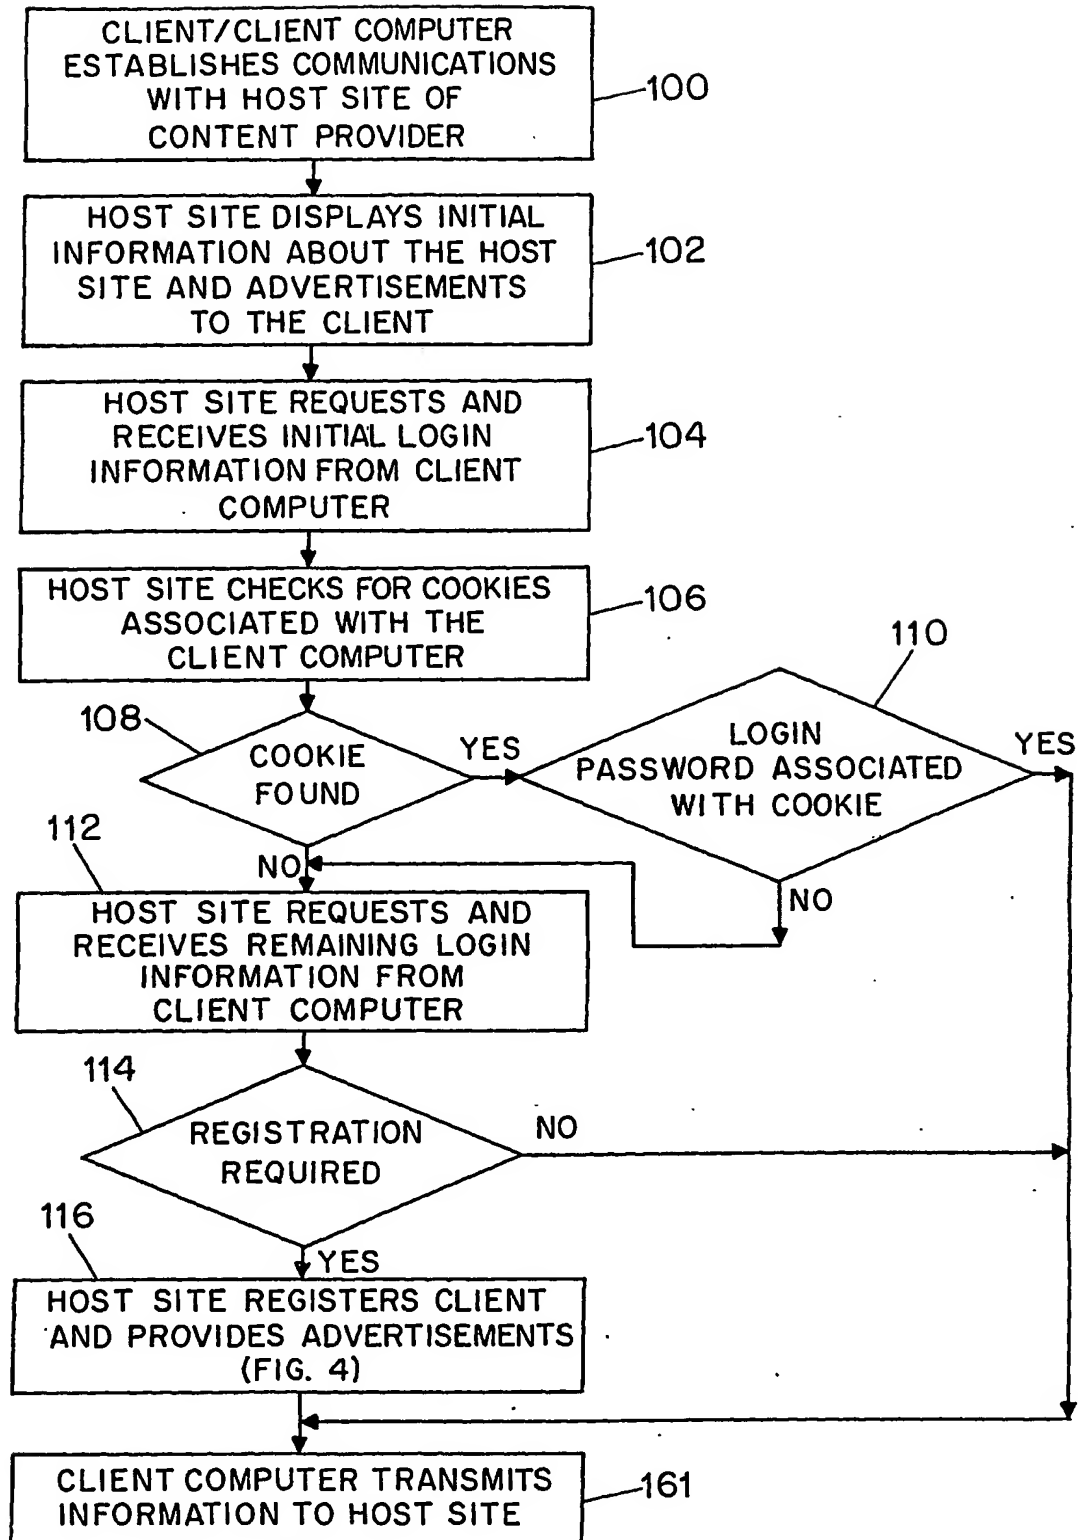 CLIENT/CLIENT COMPUTER
ESTABLISHES COMMUNICATIONS
WITH HOST SITE OF
CONTENT PROVIDER
100
HOST SITE DISPLAYS INITIAL
INFORMATION ABOUT THE HOST
SITE AND ADVERTISEMENTS
TO THE CLIENT
102
HOST SITE REQUESTS AND
RECEIVES INITIAL LOGIN
INFORMATION FROM CLIENT
COMPUTER
104
HOST SITE CHECKS FOR COOKIES
ASSOCIATED WITH THE
CLIENT COMPUTER
106
108
COOKIE
FOUND
YES
110
LOGIN
PASSWORD ASSOCIATED
WITH COOKIE
YES
NO
NO
112
HOST SITE REQUESTS AND
RECEIVES REMAINING LOGIN
INFORMATION FROM
CLIENT COMPUTER
114
REGISTRATION
REQUIRED
NO
YES
116
HOST SITE REGISTERS CLIENT
AND PROVIDES ADVERTISEMENTS
(FIG. 4)
CLIENT COMPUTER TRANSMITS
INFORMATION TO HOST SITE
161